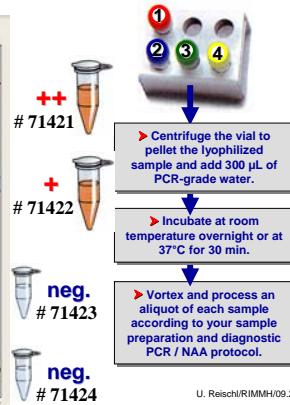 1
2 3 4
++
# 71421
+
# 71422
neg.
# 71423
neg.
# 71424
➤ Centrifuge the vial to
pellet the lyophilized
sample and add 300 µL of
PCR-grade water.
➤ Incubate at room
temperature overnight or at
37°C for 30 min.
➤ Vortex and process an
aliquot of each sample
according to your sample
preparation and diagnostic
PCR / NAA protocol.
U. Reischl/RIMMH/09.